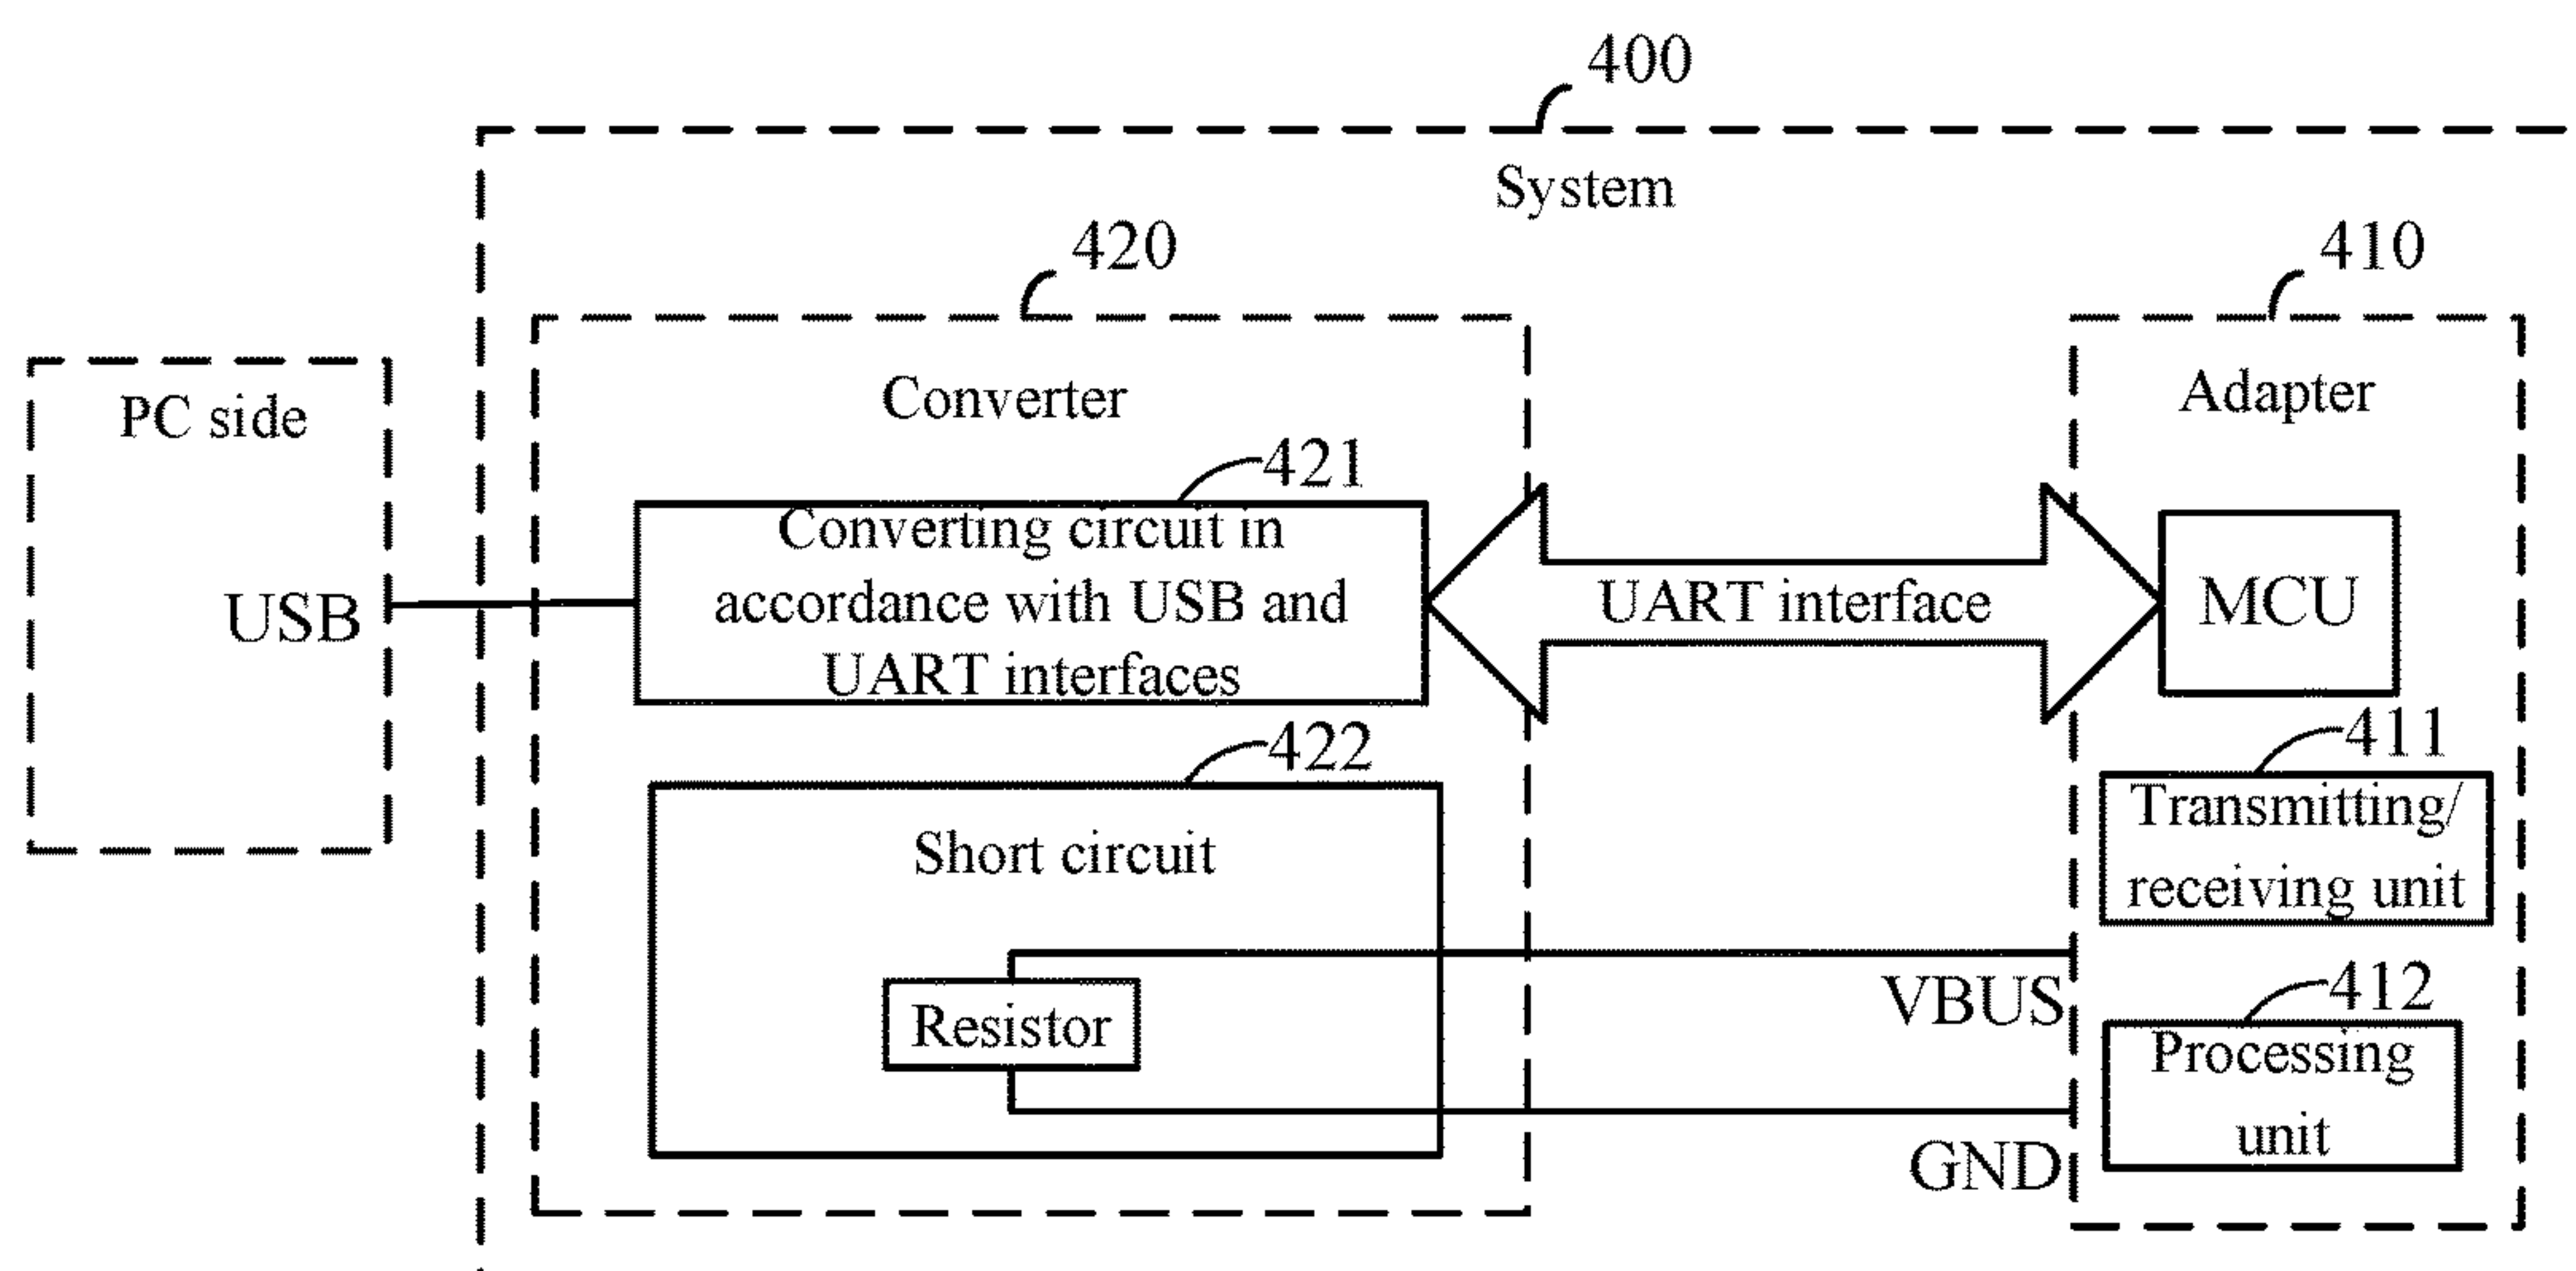 400
System
420
410
PC side
Converter
Adapter
421
Converting circuit in
accordance with USB and
UART interfaces
USB
UART interface
MCU
422
411
Short circuit
Transmitting/
receiving unit
Resistor
VBUS
412
Processing
unit
GND